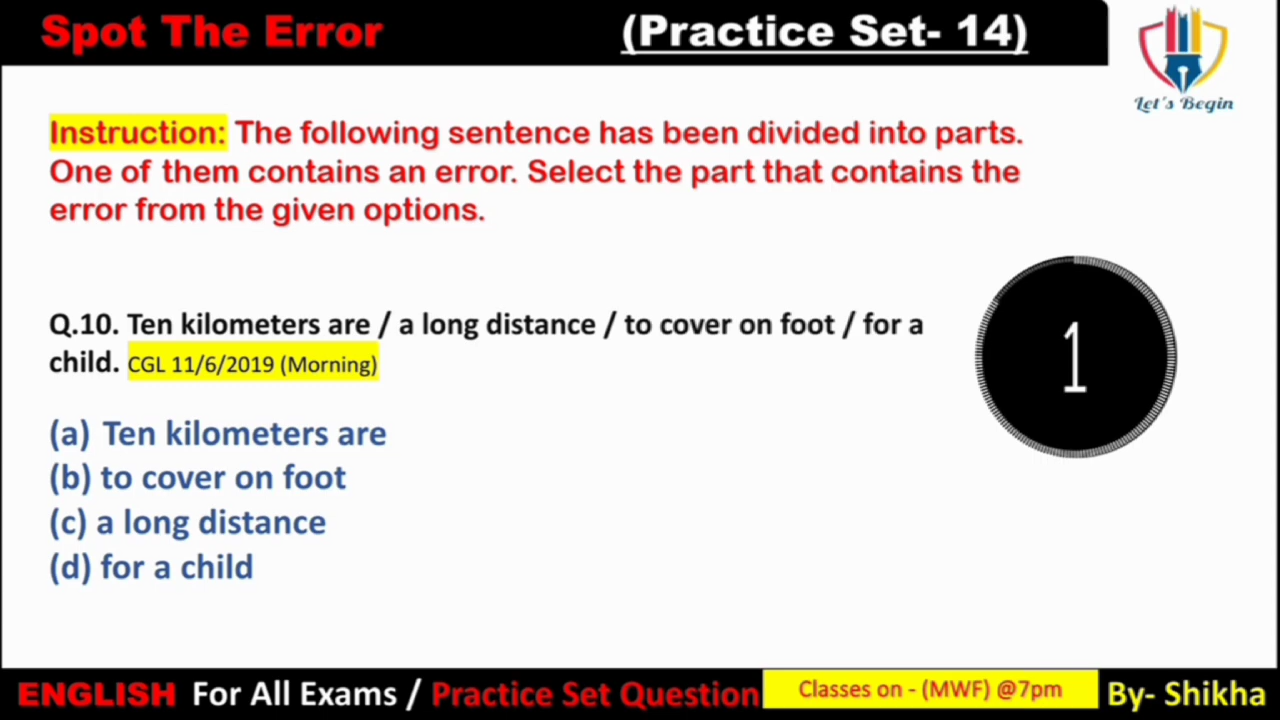 Spot The Error (Practice Set- 14)
Let's Begin
Instruction: The following sentence has been divided into parts.
One of them contains an error. Select the part that contains the
error from the given options.
Q.10. Ten kilometers are / a long distance / to cover on foot / for a
child. CGL 11/6/2019 (Morning)
1
(a) Ten kilometers are
(b) to cover on foot
(c) a long distance
(d) for a child
ENGLISH For All Exams / Practice Set Question Classes on - (MWF) @7pm By- Shikha